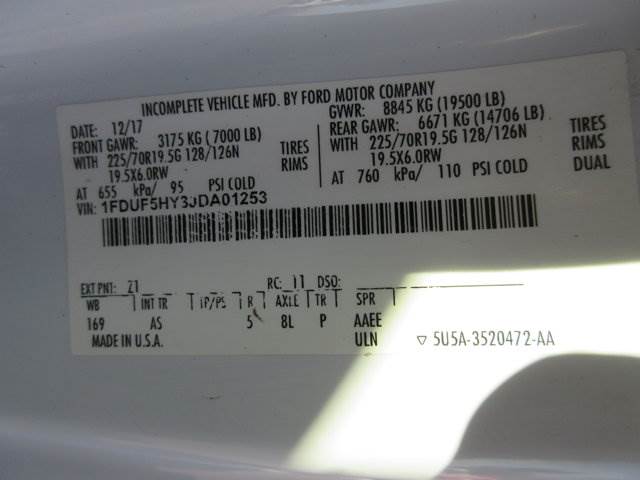 INCOMPLETE VEHICLE MFD. BY FORD MOTOR COMPANY
DATE: 12/17 GVWR: 8845 KG (19500 LB)
FRONT GAWR: 3175 KG (7000 LB) REAR GAWR: 6671 KG (14706 LB)
WITH 225/70R19.5G 128/126N TIRES WITH 225/70R19.5G 128/126N TIRES
19.5X6.0RW RIMS 19.5X6.0RW RIMS
AT 655 kPa/ 95 PSI COLD AT 760 kPa/ 110 PSI COLD DUAL
VIN: 1FDUF5HY3JDA01253
EXT PNT: Z1 RC: 11 DSO:
WB INT TR TP/PS R AXLE TR SPR
169 AS 5 8L P AAEE
MADE IN U.S.A. ULN ▽ 5U5A-3520472-AA